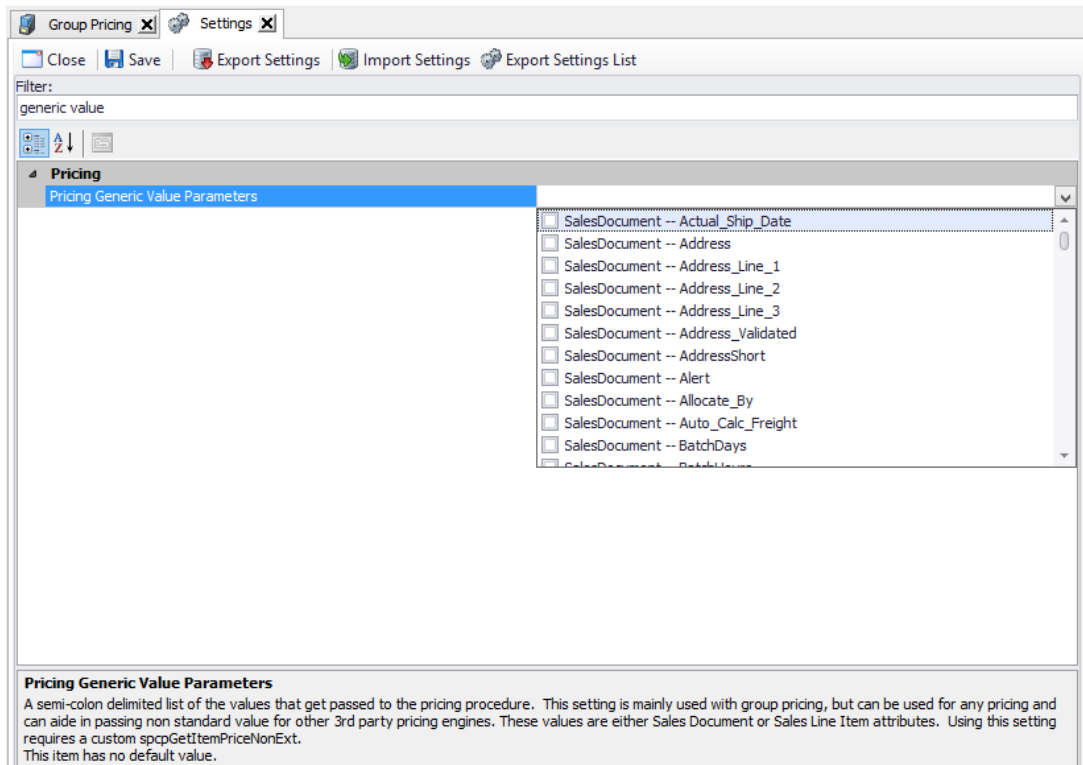 Group Pricing Settings
Close Save Export Settings Import Settings Export Settings List
Filter:
generic value
Pricing
Pricing Generic Value Parameters
SalesDocument -- Actual_Ship_Date
SalesDocument -- Address
SalesDocument -- Address_Line_1
SalesDocument -- Address_Line_2
SalesDocument -- Address_Line_3
SalesDocument -- Address_Validated
SalesDocument -- AddressShort
SalesDocument -- Alert
SalesDocument -- Allocate_By
SalesDocument -- Auto_Calc_Freight
SalesDocument -- BatchDays
SalesDocument -- BatchHours
Pricing Generic Value Parameters
A semi-colon delimited list of the values that get passed to the pricing procedure.  This setting is mainly used with group pricing, but can be used for any pricing and
can aide in passing non standard value for other 3rd party pricing engines. These values are either Sales Document or Sales Line Item attributes.  Using this setting
requires a custom spcpGetItemPriceNonExt.
This item has no default value.